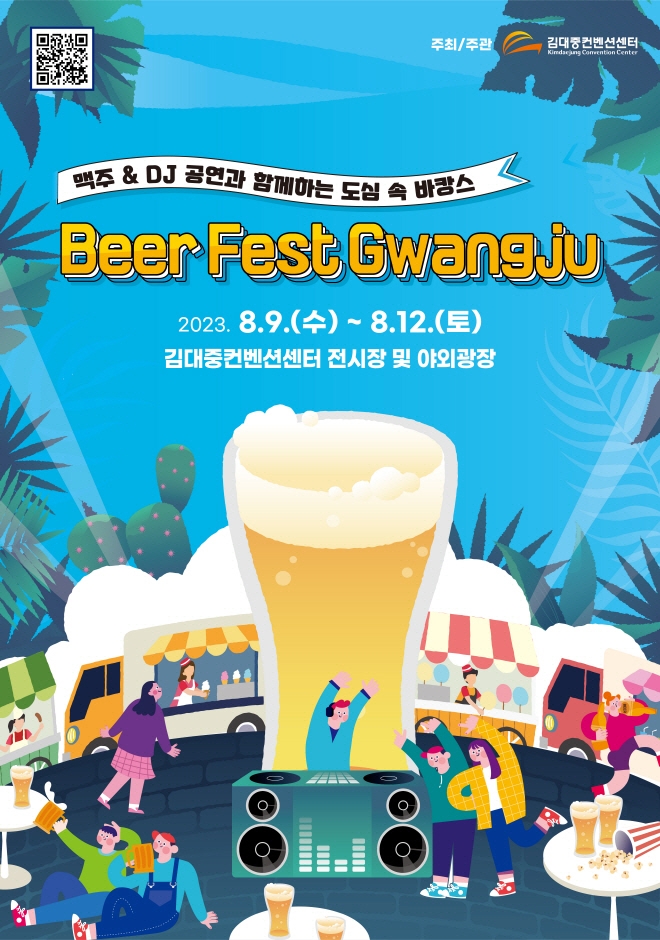 주최/주관 김대중컨벤션센터
Kimdaejung Convention Center
맥주 & DJ 공연과 함께하는 도심 속 바캉스
Beer Fest Gwangju
2023. 8.9.(수) ~ 8.12.(토)
김대중컨벤션센터 전시장 및 야외광장